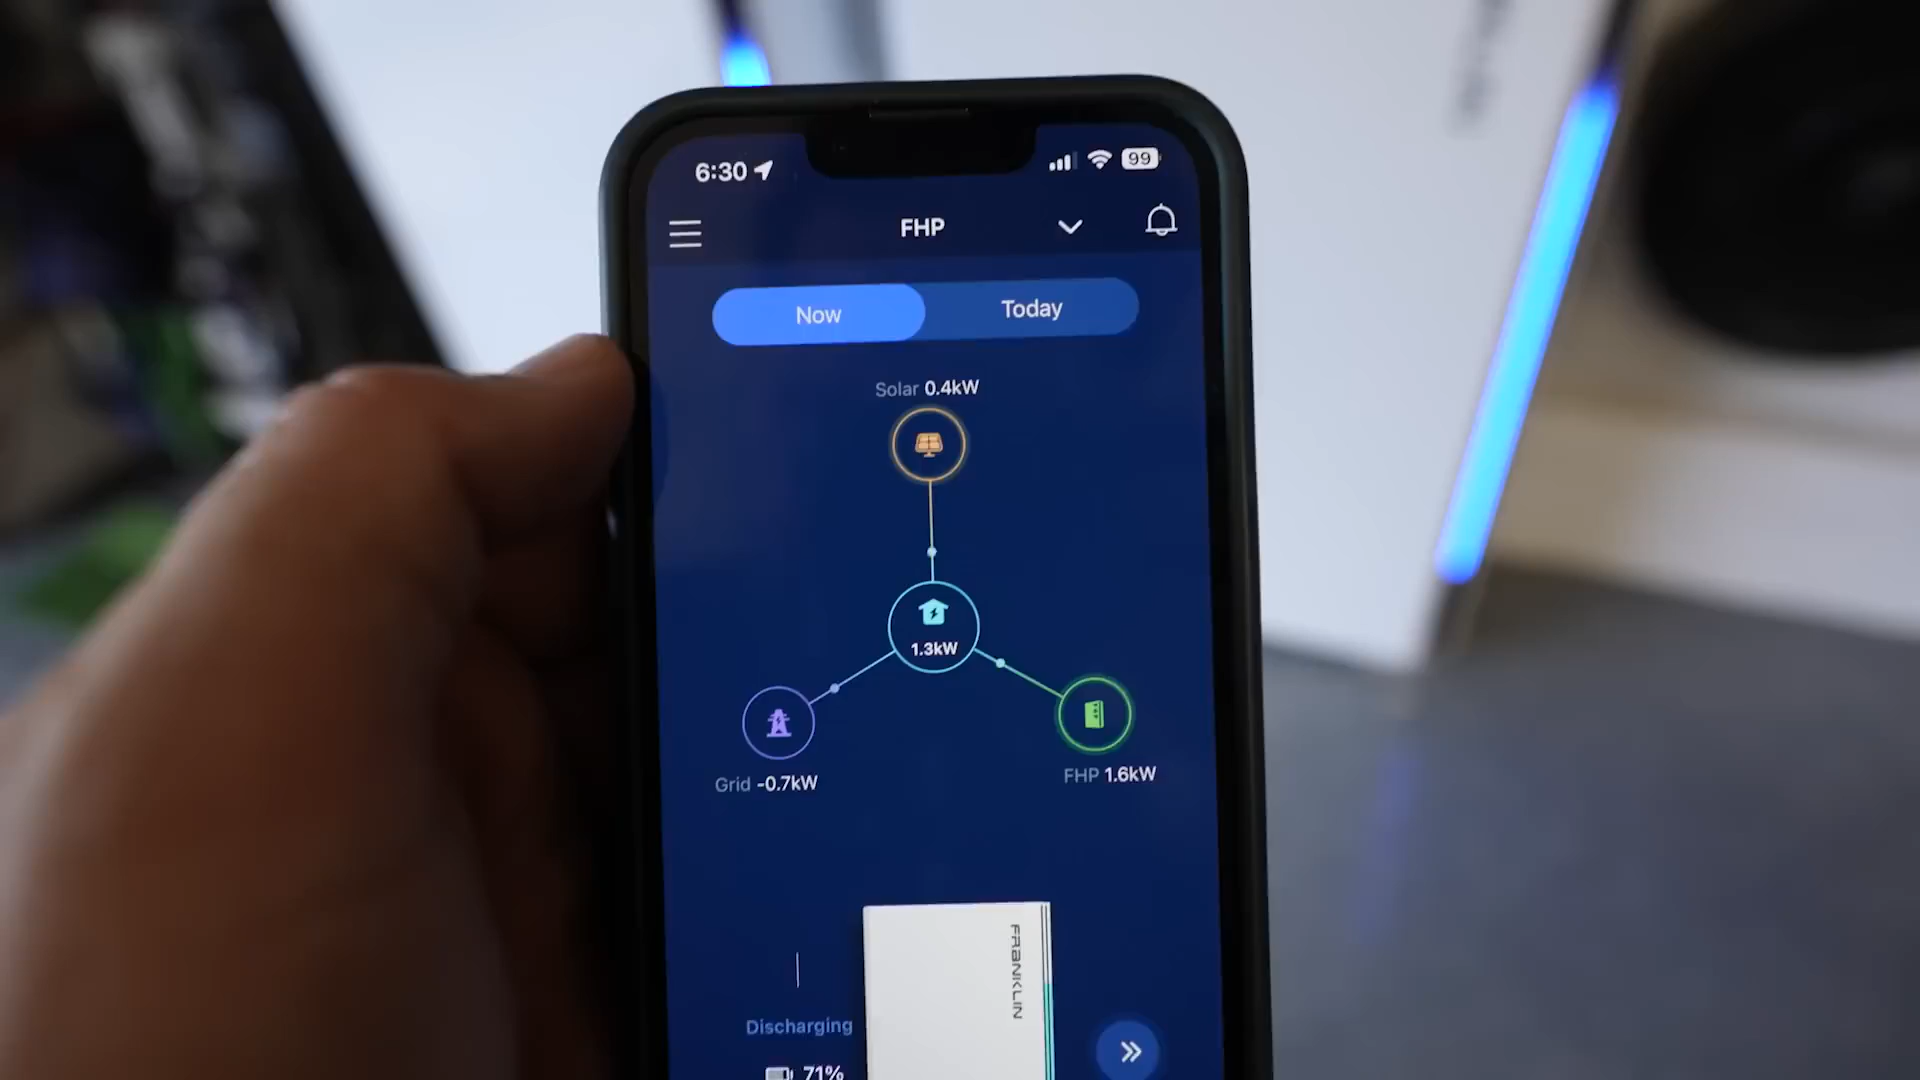 6:30
99
FHP
Now
Today
Solar 0.4kW
1.3kW
Grid -0.7kW
FHP 1.6kW
FRANKLIN
Discharging
71%